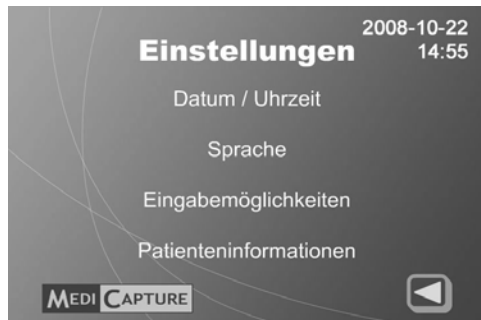 2008-10-22
Einstellungen
14:55
Datum / Uhrzeit
Sprache
Eingabemöglichkeiten
Patienteninformationen
MEDI CAPTURE